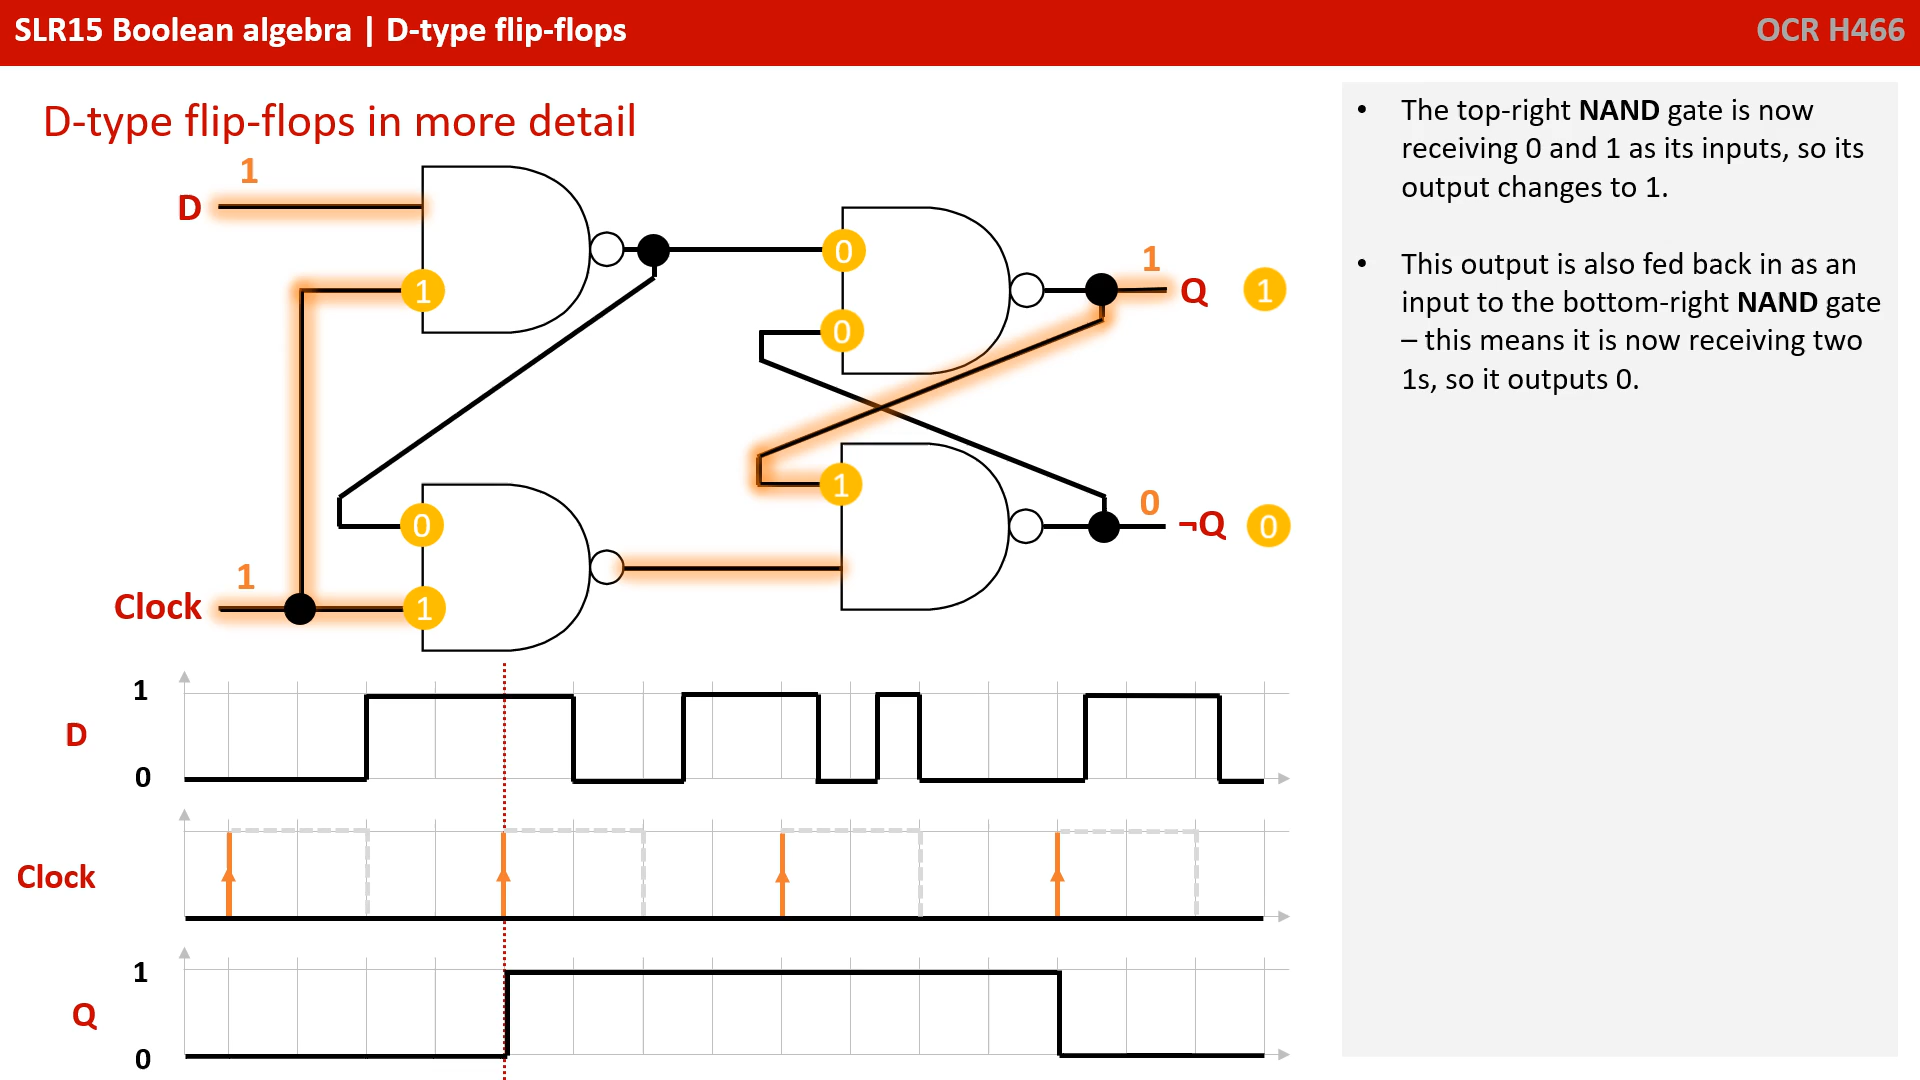 SLR15 Boolean algebra | D-type flip-flops
OCR H466
D-type flip-flops in more detail
1
D
1
0
0
1
Q
1
1
0
¬Q
0
0
1
Clock
1
• The top-right NAND gate is now
receiving 0 and 1 as its inputs, so its
output changes to 1.
• This output is also fed back in as an
input to the bottom-right NAND gate
– this means it is now receiving two
1s, so it outputs 0.
1
D
0
Clock
1
Q
0